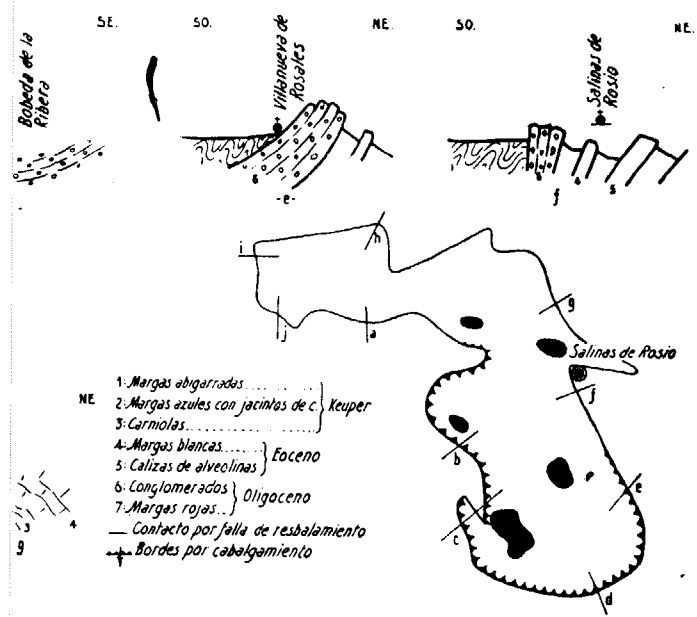 SE.
SO.
NE.
SO.
NE.
Bobeda de la
Ribera
Villanueva de
Rosales
Salinas de
Rosio
6
-e-
4
5
f
h
i
g
j
a
Salinas de Rosio
f
NE
1: Margas abigarradas
2: Margas azules con jacintos de c.
3: Carniolas
Keuper
4: Margas blancas
5: Calizas de alveolinas
Eoceno
6: Conglomerados
7: Margas rojas
Oligoceno
Contacto por falla de resbalamiento
Bordes por cabalgamiento
b
e
c
d
3
4
g